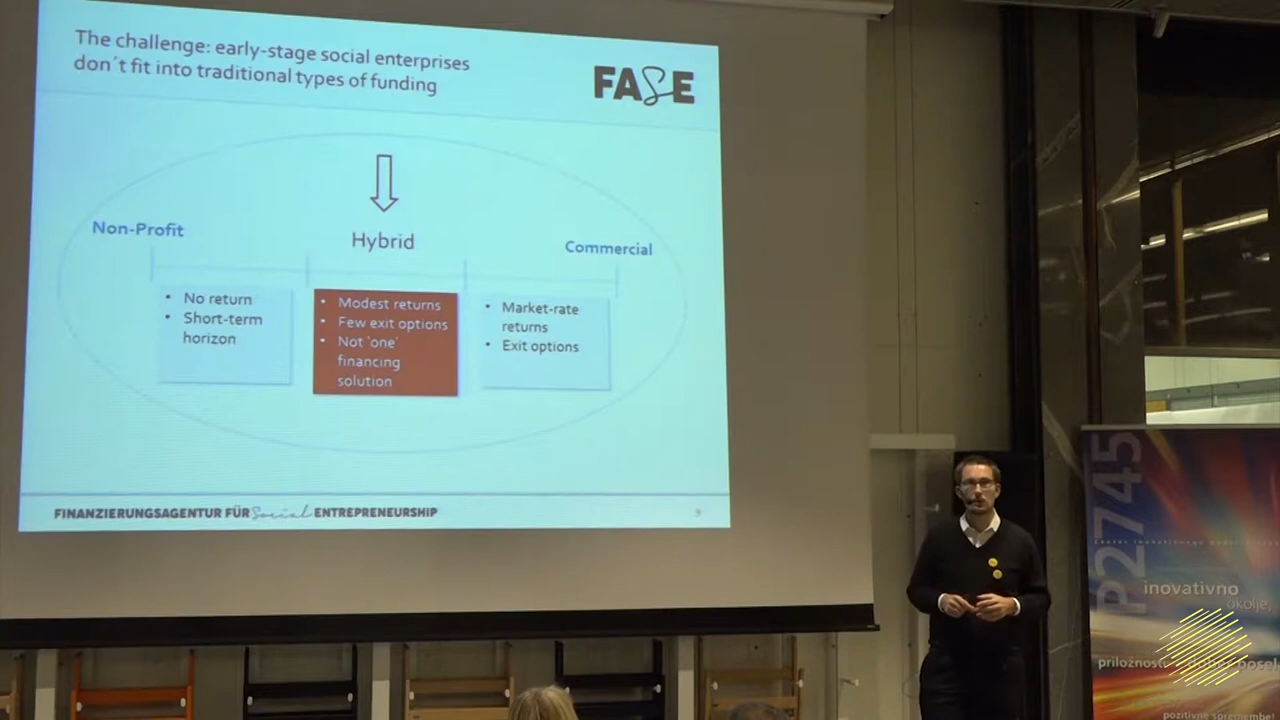 The challenge: early-stage social enterprises
don´t fit into traditional types of funding
FASE
Non-Profit
Hybrid
Commercial
• No return
• Short-term
horizon
• Modest returns
• Few exit options
• Not ‘one’
financing
solution
• Market-rate
returns
• Exit options
FINANZIERUNGSAGENTUR FÜR Social ENTREPRENEURSHIP
9
P2745
inovativno
okolje,
pozitivne spremembe!